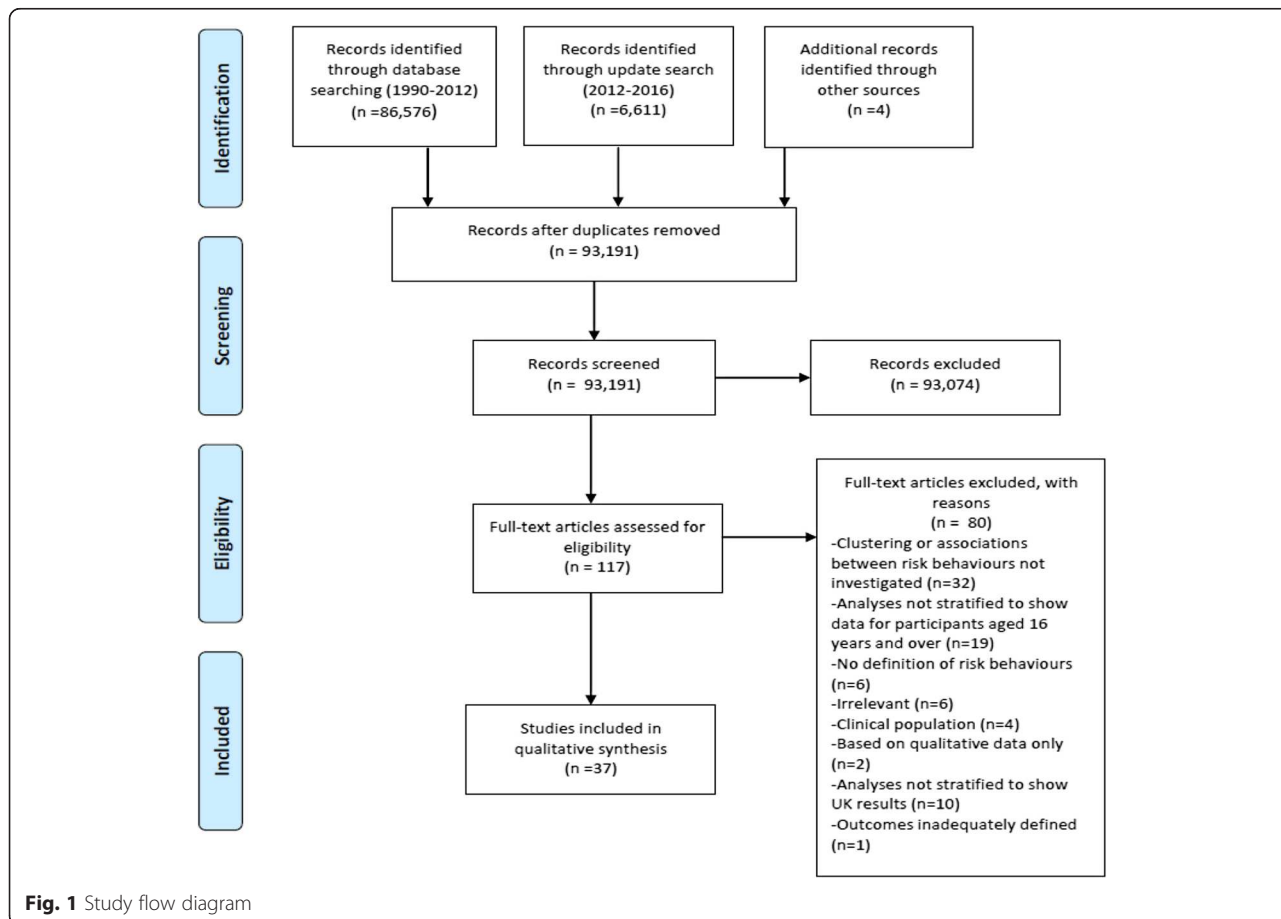 Identification
Records identified
through database
searching (1990-2012)
(n =86,576)
Records identified
through update search
(2012-2016)
(n =6,611)
Additional records
identified through
other sources
(n =4)
Records after duplicates removed
(n = 93,191)
Screening
Records screened
(n = 93,191)
Records excluded
(n = 93,074)
Eligibility
Full-text articles assessed for
eligibility
(n = 117)
Full-text articles excluded, with
reasons
(n = 80)
-Clustering or associations
between risk behaviours not
investigated (n=32)
-Analyses not stratified to show
data for participants aged 16
years and over (n=19)
-No definition of risk behaviours
(n=6)
-Irrelevant (n=6)
-Clinical population (n=4)
-Based on qualitative data only
(n=2)
-Analyses not stratified to show
UK results (n=10)
-Outcomes inadequately defined
(n=1)
Included
Studies included in
qualitative synthesis
(n =37)
Fig. 1 Study flow diagram